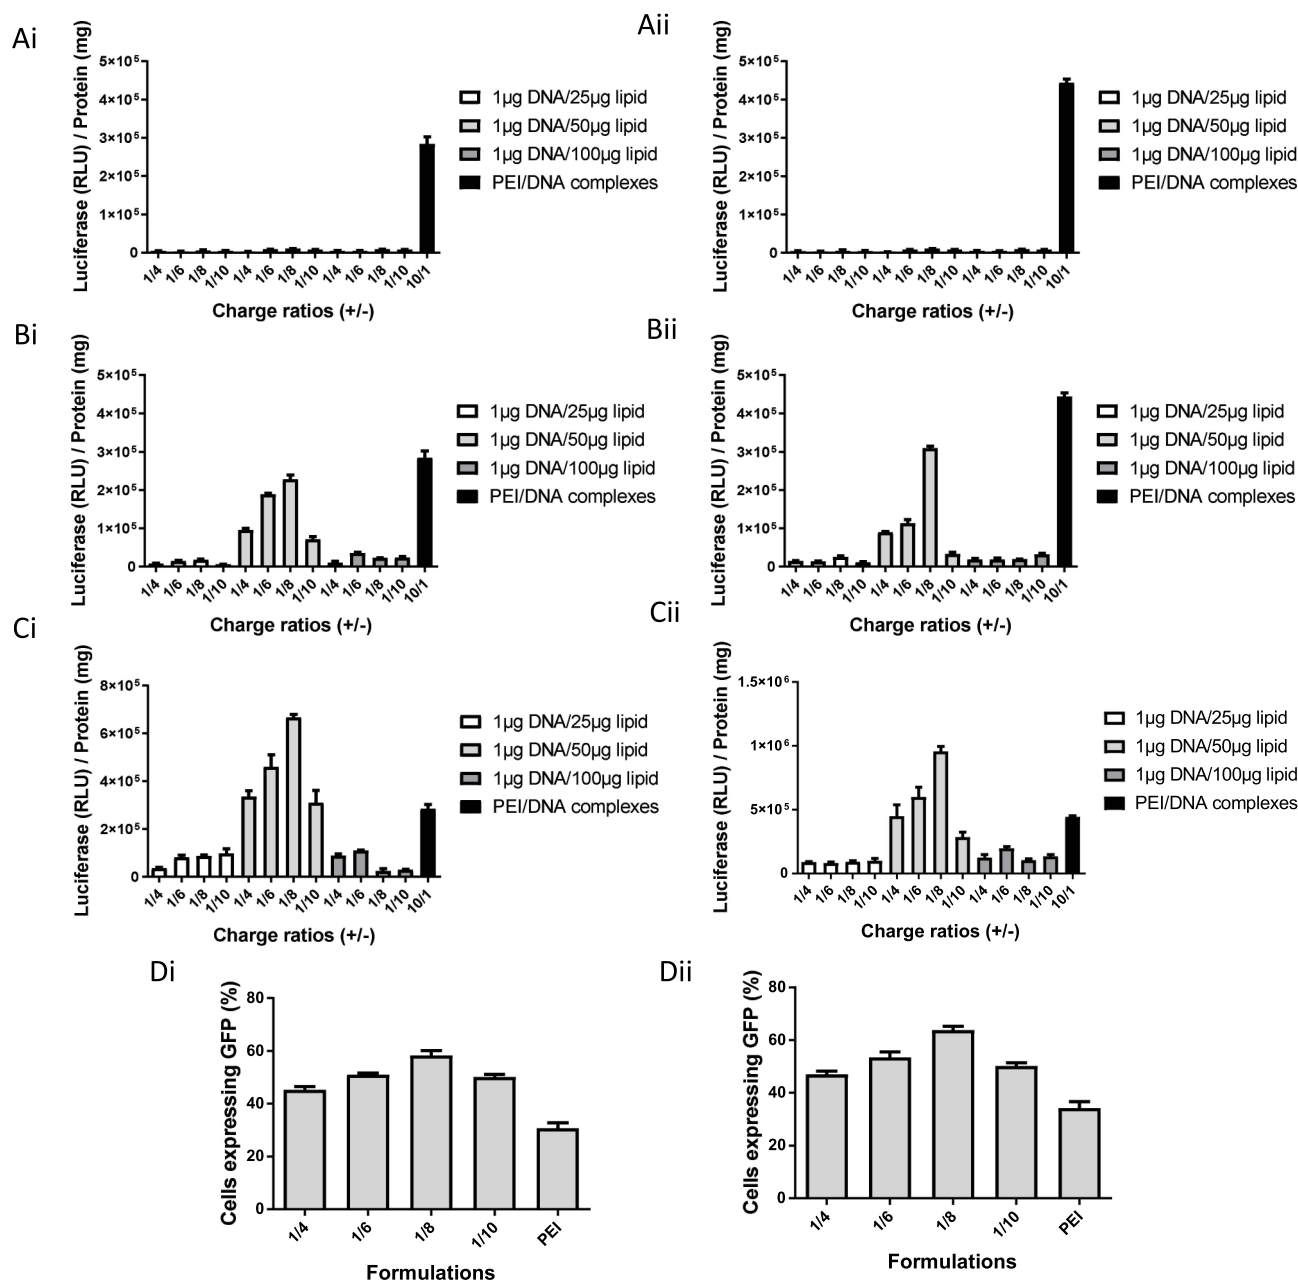 Ai
Luciferase (RLU) / Protein (mg)
5×10⁵
4×10⁵
3×10⁵
2×10⁵
1×10⁵
0
1/4 1/6 1/8 1/10 1/4 1/6 1/8 1/10 1/4 1/6 1/8 1/10 10/1
Charge ratios (+/-)
1µg DNA/25µg lipid
1µg DNA/50µg lipid
1µg DNA/100µg lipid
PEI/DNA complexes
Aii
Luciferase (RLU) / Protein (mg)
5×10⁵
4×10⁵
3×10⁵
2×10⁵
1×10⁵
0
1/4 1/6 1/8 1/10 1/4 1/6 1/8 1/10 1/4 1/6 1/8 1/10 10/1
Charge ratios (+/-)
1µg DNA/25µg lipid
1µg DNA/50µg lipid
1µg DNA/100µg lipid
PEI/DNA complexes
Bi
Luciferase (RLU) / Protein (mg)
5×10⁵
4×10⁵
3×10⁵
2×10⁵
1×10⁵
0
1/4 1/6 1/8 1/10 1/4 1/6 1/8 1/10 1/4 1/6 1/8 1/10 10/1
Charge ratios (+/-)
1µg DNA/25µg lipid
1µg DNA/50µg lipid
1µg DNA/100µg lipid
PEI/DNA complexes
Bii
Luciferase (RLU) / Protein (mg)
5×10⁵
4×10⁵
3×10⁵
2×10⁵
1×10⁵
0
1/4 1/6 1/8 1/10 1/4 1/6 1/8 1/10 1/4 1/6 1/8 1/10 10/1
Charge ratios (+/-)
1µg DNA/25µg lipid
1µg DNA/50µg lipid
1µg DNA/100µg lipid
PEI/DNA complexes
Ci
Luciferase (RLU) / Protein (mg)
8×10⁵
6×10⁵
4×10⁵
2×10⁵
0
1/4 1/6 1/8 1/10 1/4 1/6 1/8 1/10 1/4 1/6 1/8 1/10 10/1
Charge ratios (+/-)
1µg DNA/25µg lipid
1µg DNA/50µg lipid
1µg DNA/100µg lipid
PEI/DNA complexes
Cii
Luciferase (RLU) / Protein (mg)
1.5×10⁶
1×10⁶
5×10⁵
0
1/4 1/6 1/8 1/10 1/4 1/6 1/8 1/10 1/4 1/6 1/8 1/10 10/1
Charge ratios (+/-)
1µg DNA/25µg lipid
1µg DNA/50µg lipid
1µg DNA/100µg lipid
PEI/DNA complexes
Di
Cells expressing GFP (%)
80
60
40
20
0
1/4 1/6 1/8 1/10 PEI
Formulations
Dii
Cells expressing GFP (%)
80
60
40
20
0
1/4 1/6 1/8 1/10 PEI
Formulations